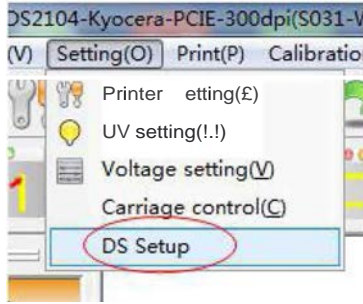 DS2104-Kyocera-PCIE-300dpi(S031-V
(V) Setting(O) Print(P) Calibratio
Printer etting(£)
UV setting(!.!)
Voltage setting(V)
Carriage control(C)
DS Setup